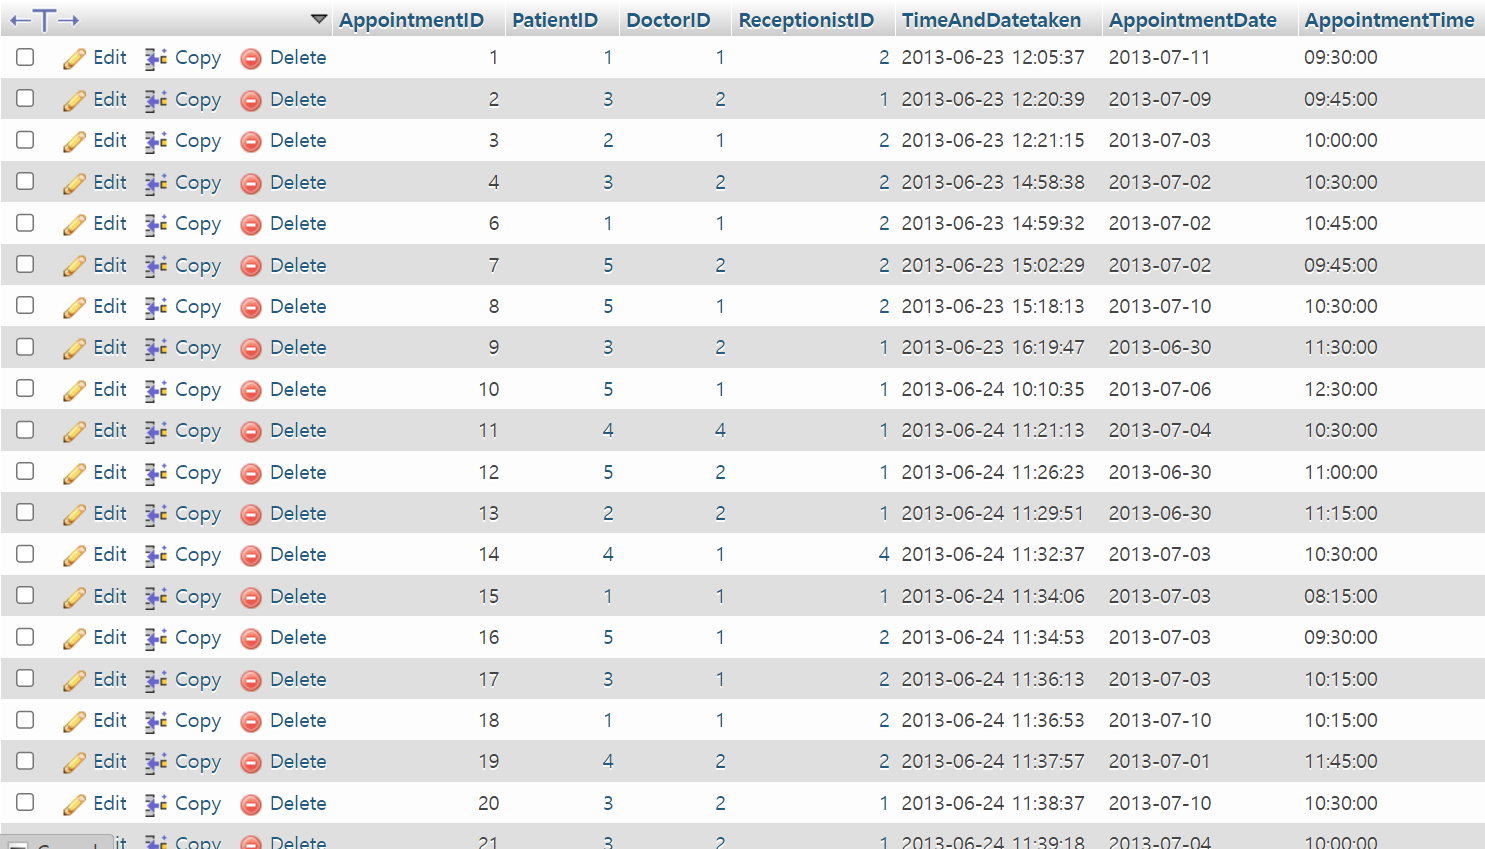 AppointmentID PatientID DoctorID ReceptionistID TimeAndDatetaken AppointmentDate AppointmentTime
Edit Copy Delete 1 1 1 2 2013-06-23 12:05:37 2013-07-11 09:30:00
Edit Copy Delete 2 3 2 1 2013-06-23 12:20:39 2013-07-09 09:45:00
Edit Copy Delete 3 2 1 2 2013-06-23 12:21:15 2013-07-03 10:00:00
Edit Copy Delete 4 3 2 2 2013-06-23 14:58:38 2013-07-02 10:30:00
Edit Copy Delete 6 1 1 2 2013-06-23 14:59:32 2013-07-02 10:45:00
Edit Copy Delete 7 5 2 2 2013-06-23 15:02:29 2013-07-02 09:45:00
Edit Copy Delete 8 5 1 2 2013-06-23 15:18:13 2013-07-10 10:30:00
Edit Copy Delete 9 3 2 1 2013-06-23 16:19:47 2013-06-30 11:30:00
Edit Copy Delete 10 5 1 1 2013-06-24 10:10:35 2013-07-06 12:30:00
Edit Copy Delete 11 4 4 1 2013-06-24 11:21:13 2013-07-04 10:30:00
Edit Copy Delete 12 5 2 1 2013-06-24 11:26:23 2013-06-30 11:00:00
Edit Copy Delete 13 2 2 1 2013-06-24 11:29:51 2013-06-30 11:15:00
Edit Copy Delete 14 4 1 4 2013-06-24 11:32:37 2013-07-03 10:30:00
Edit Copy Delete 15 1 1 1 2013-06-24 11:34:06 2013-07-03 08:15:00
Edit Copy Delete 16 5 1 2 2013-06-24 11:34:53 2013-07-03 09:30:00
Edit Copy Delete 17 3 1 2 2013-06-24 11:36:13 2013-07-03 10:15:00
Edit Copy Delete 18 1 1 2 2013-06-24 11:36:53 2013-07-10 10:15:00
Edit Copy Delete 19 4 2 2 2013-06-24 11:37:57 2013-07-01 11:45:00
Edit Copy Delete 20 3 2 1 2013-06-24 11:38:37 2013-07-10 10:30:00
Copy Delete 21 3 2 1 2013-06-24 11:39:18 2013-07-04 10:00:00